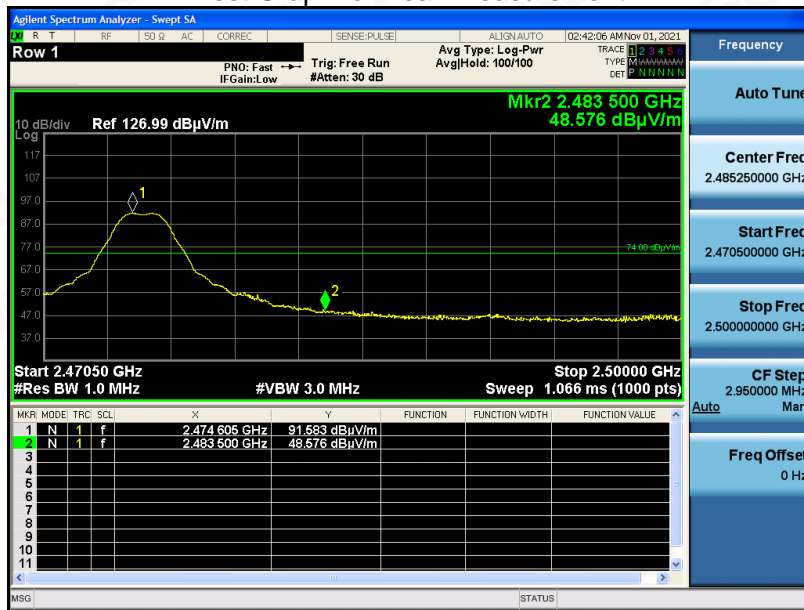 Agilent Spectrum Analyzer - Swept SA
LXI R T RF 50 Ω AC CORREC SENSE:PULSE ALIGN AUTO 02:42:06 AM Nov 01, 2021
Row 1
PNO: Fast
IFGain:Low
Trig: Free Run
#Atten: 30 dB
Avg Type: Log-Pwr
Avg|Hold: 100/100
TRACE 1 2 3 4 5 6
TYPE M
DET P N N N N N
Mkr2 2.483 500 GHz
48.576 dBµV/m
10 dB/div Ref 126.99 dBµV/m
Log
117
107
97.0
87.0
77.0
67.0
57.0
47.0
37.0
1
2
74.00 dBµV/m
Start 2.47050 GHz Stop 2.50000 GHz
#Res BW 1.0 MHz #VBW 3.0 MHz Sweep 1.066 ms (1000 pts)
MKR MODE TRC SCL X Y FUNCTION FUNCTION WIDTH FUNCTION VALUE
1 N 1 f 2.474 605 GHz 91.583 dBµV/m
2 N 1 f 2.483 500 GHz 48.576 dBµV/m
3
4
5
6
7
8
9
10
11
MSG STATUS
Frequency
Auto Tune
Center Freq
2.485250000 GHz
Start Freq
2.470500000 GHz
Stop Freq
2.500000000 GHz
CF Step
2.950000 MHz
Auto Man
Freq Offset
0 Hz